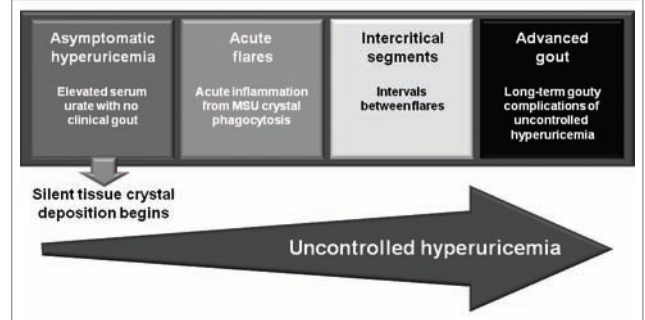 Asymptomatic
hyperuricemia
Elevated serum
urate with no
clinical gout
Acute
flares
Acute inflammation
from MSU crystal
phagocytosis
Intercritical
segments
Intervals
between flares
Advanced
gout
Long-term gouty
complications of
uncontrolled
hyperuricemia
Silent tissue crystal
deposition begins
Uncontrolled hyperuricemia